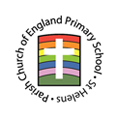 Parish Church of England Primary School • St Helens •